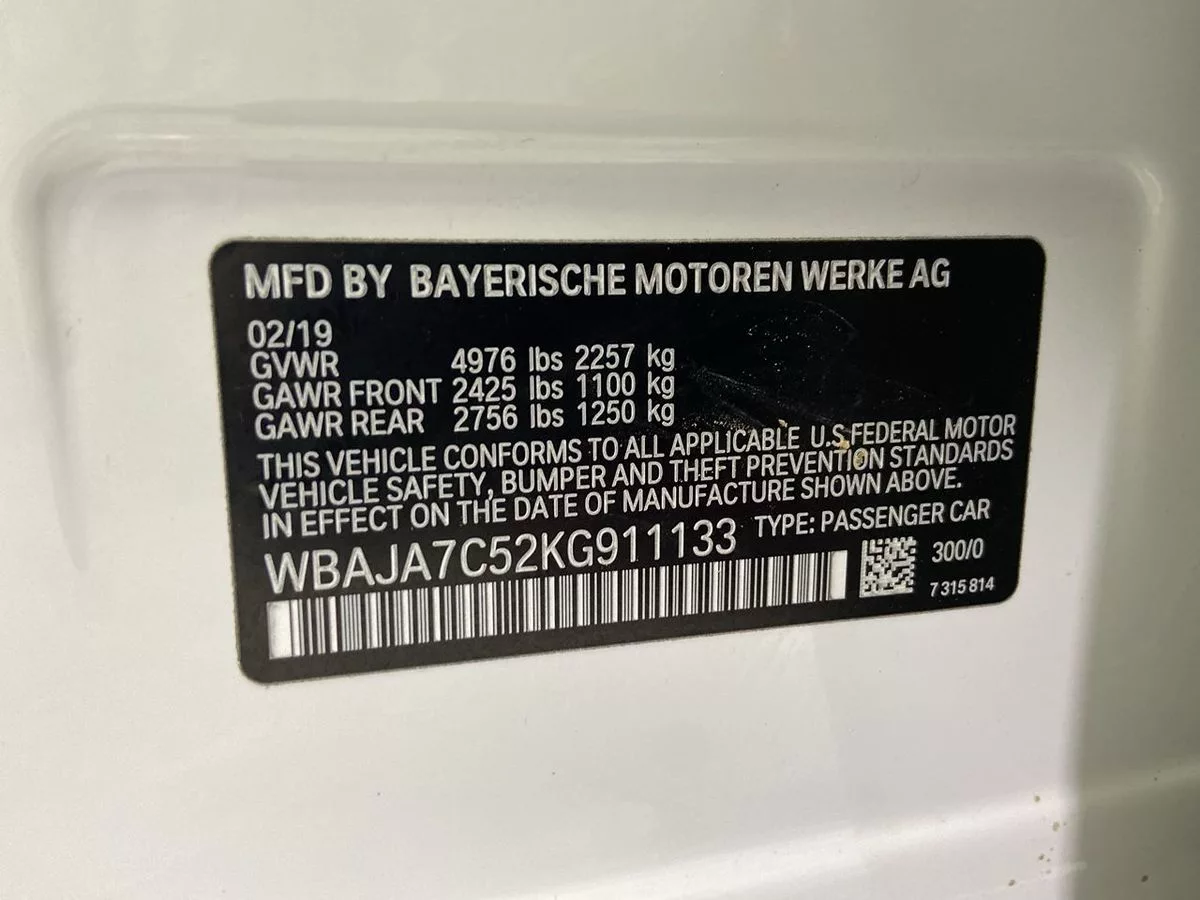 MFD BY BAYERISCHE MOTOREN WERKE AG
02/19
GVWR 4976 lbs 2257 kg
GAWR FRONT 2425 lbs 1100 kg
GAWR REAR 2756 lbs 1250 kg
THIS VEHICLE CONFORMS TO ALL APPLICABLE U.S.FEDERAL MOTOR
VEHICLE SAFETY, BUMPER AND THEFT PREVENTION STANDARDS
IN EFFECT ON THE DATE OF MANUFACTURE SHOWN ABOVE.
WBAJA7C52KG911133 TYPE: PASSENGER CAR
300/0
7 315 814